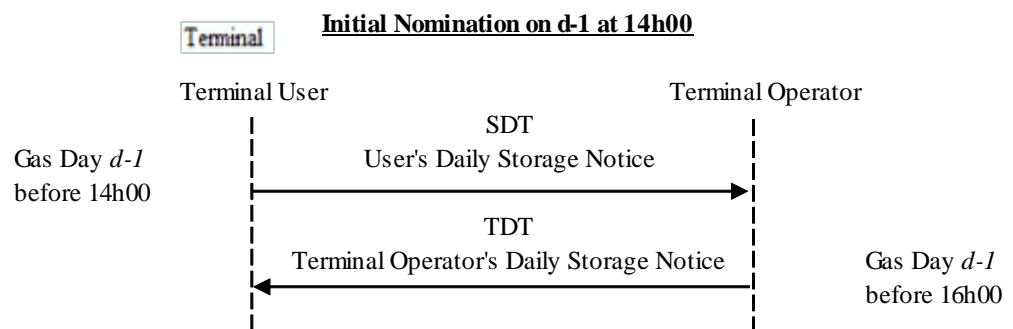 Initial Nomination on d-1 at 14h00
Terminal
Terminal User
Terminal Operator
SDT
Gas Day d-1
User's Daily Storage Notice
before 14h00
TDT
Terminal Operator's Daily Storage Notice
Gas Day d-1
before 16h00